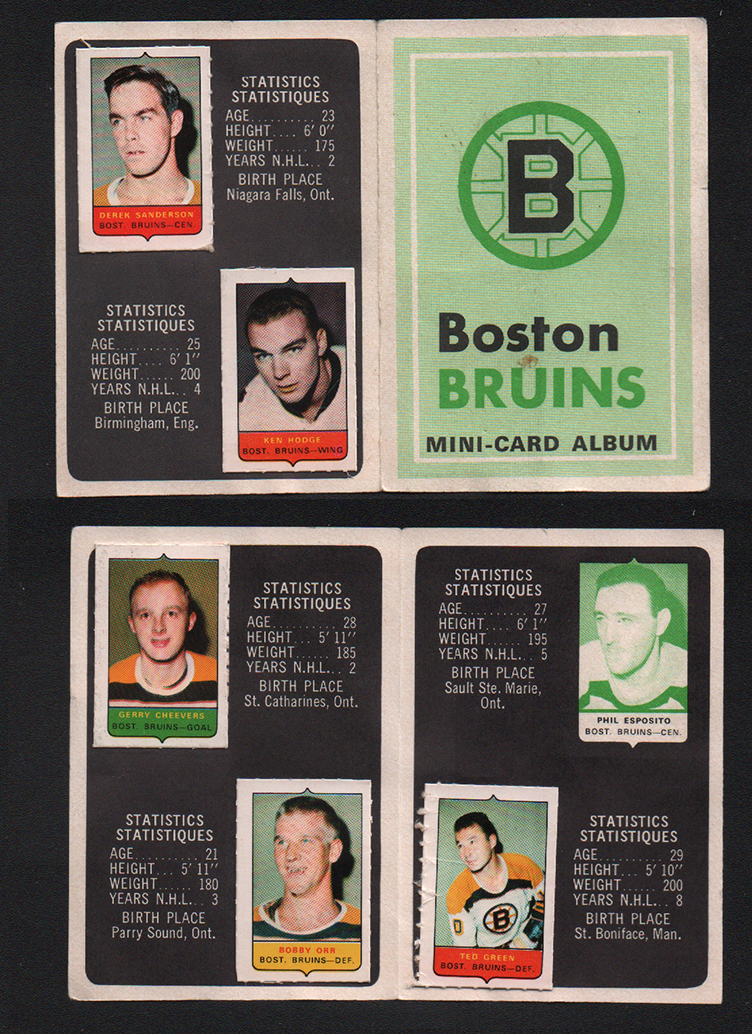 STATISTICS
STATISTIQUES
AGE.......... 23
HEIGHT.... 6' 0"
WEIGHT...... 175
YEARS N.H.L... 2
BIRTH PLACE
Niagara Falls, Ont.
DEREK SANDERSON
BOST. BRUINS—CEN.
STATISTICS
STATISTIQUES
AGE.......... 25
HEIGHT.... 6' 1"
WEIGHT...... 200
YEARS N.H.L... 4
BIRTH PLACE
Birmingham, Eng.
KEN HODGE
BOST. BRUINS—WING
B
Boston
BRUINS
MINI-CARD ALBUM
GERRY CHEEVERS
BOST. BRUINS—GOAL
STATISTICS
STATISTIQUES
AGE.......... 28
HEIGHT... 5' 11"
WEIGHT...... 185
YEARS N.H.L... 2
BIRTH PLACE
St. Catharines, Ont.
STATISTICS
STATISTIQUES
AGE.......... 21
HEIGHT... 5' 11"
WEIGHT...... 180
YEARS N.H.L... 3
BIRTH PLACE
Parry Sound, Ont.
BOBBY ORR
BOST. BRUINS—DEF.
STATISTICS
STATISTIQUES
AGE.......... 27
HEIGHT.... 6' 1"
WEIGHT...... 195
YEARS N.H.L... 5
BIRTH PLACE
Sault Ste. Marie,
Ont.
PHIL ESPOSITO
BOST. BRUINS—CEN.
B
0
TED GREEN
BOST. BRUINS—DEF.
STATISTICS
STATISTIQUES
AGE.......... 29
HEIGHT... 5' 10"
WEIGHT...... 200
YEARS N.H.L... 8
BIRTH PLACE
St. Boniface, Man.